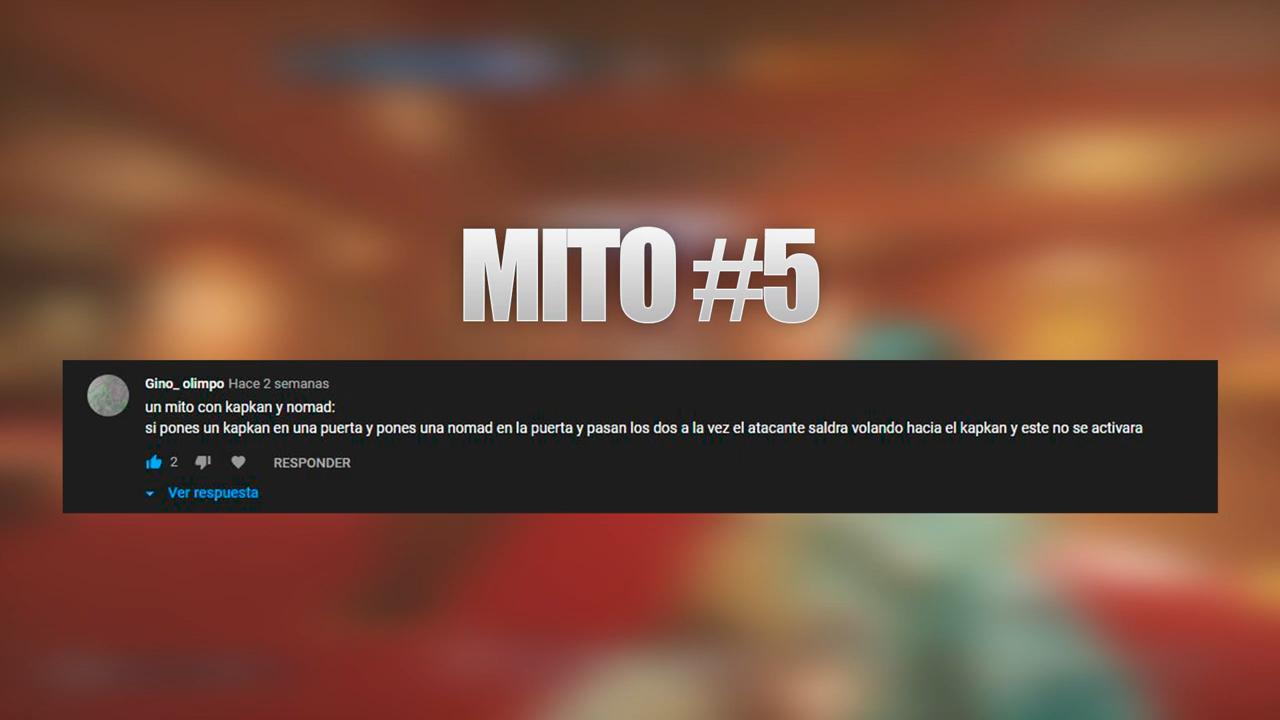 MITO #5
Gino_ olimpo Hace 2 semanas
un mito con kapkan y nomad:
si pones un kapkan en una puerta y pones una nomad en la puerta y pasan los dos a la vez el atacante saldra volando hacia el kapkan y este no se activara
2 RESPONDER
Ver respuesta